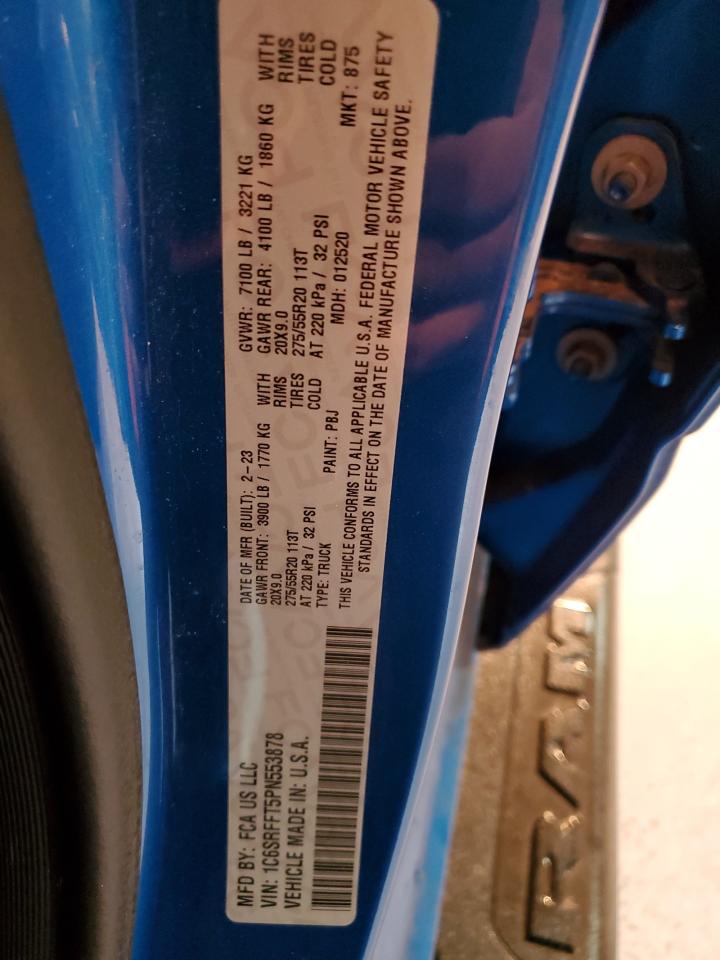 MFD BY: FCA US LLC
VIN: 1C6SRFFT5PN553878
VEHICLE MADE IN: U.S.A.
DATE OF MFR (BUILT): 2-23
GAWR FRONT: 3900 LB / 1770 KG WITH
20X9.0 RIMS
275/55R20 113T TIRES
AT 220 kPa / 32 PSI COLD
TYPE: TRUCK PAINT: PBJ
GVWR: 7100 LB / 3221 KG
GAWR REAR: 4100 LB / 1860 KG WITH
20X9.0 RIMS
275/55R20 113T TIRES
AT 220 kPa / 32 PSI COLD
MDH: 012520 MKT: 875
THIS VEHICLE CONFORMS TO ALL APPLICABLE U.S.A. FEDERAL MOTOR VEHICLE SAFETY
STANDARDS IN EFFECT ON THE DATE OF MANUFACTURE SHOWN ABOVE.
RAM